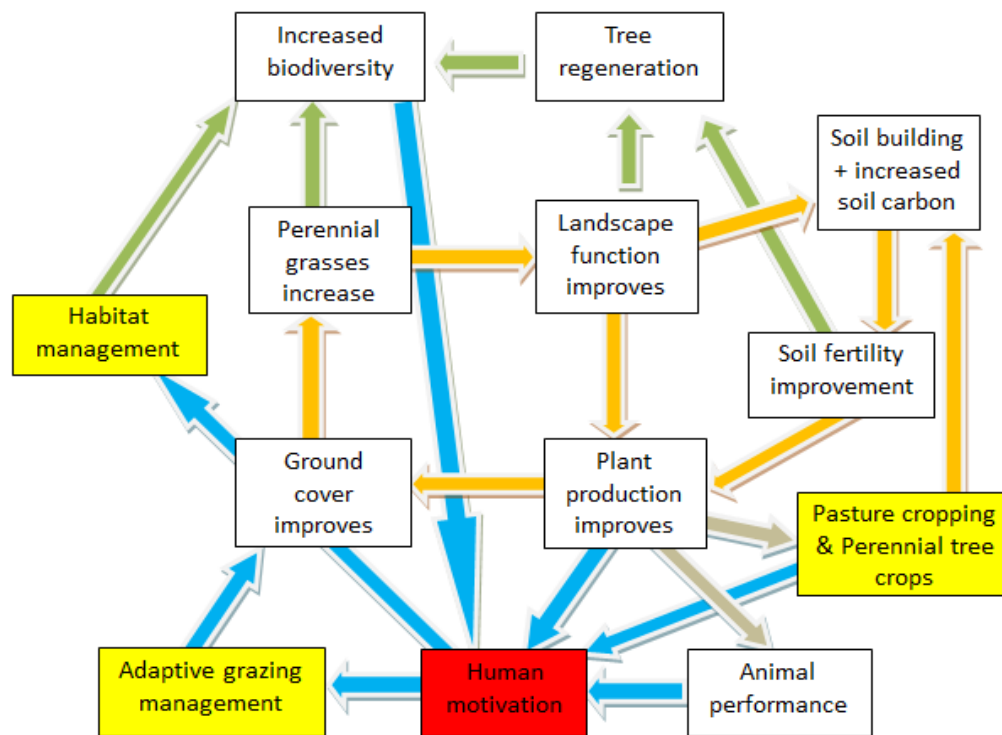 Increased
biodiversity
Tree
regeneration
Soil building
+ increased
soil carbon
Perennial
grasses
increase
Landscape
function
improves
Habitat
management
Soil fertility
improvement
Ground
cover
improves
Plant
production
improves
Pasture cropping
& Perennial tree
crops
Adaptive grazing
management
Human
motivation
Animal
performance